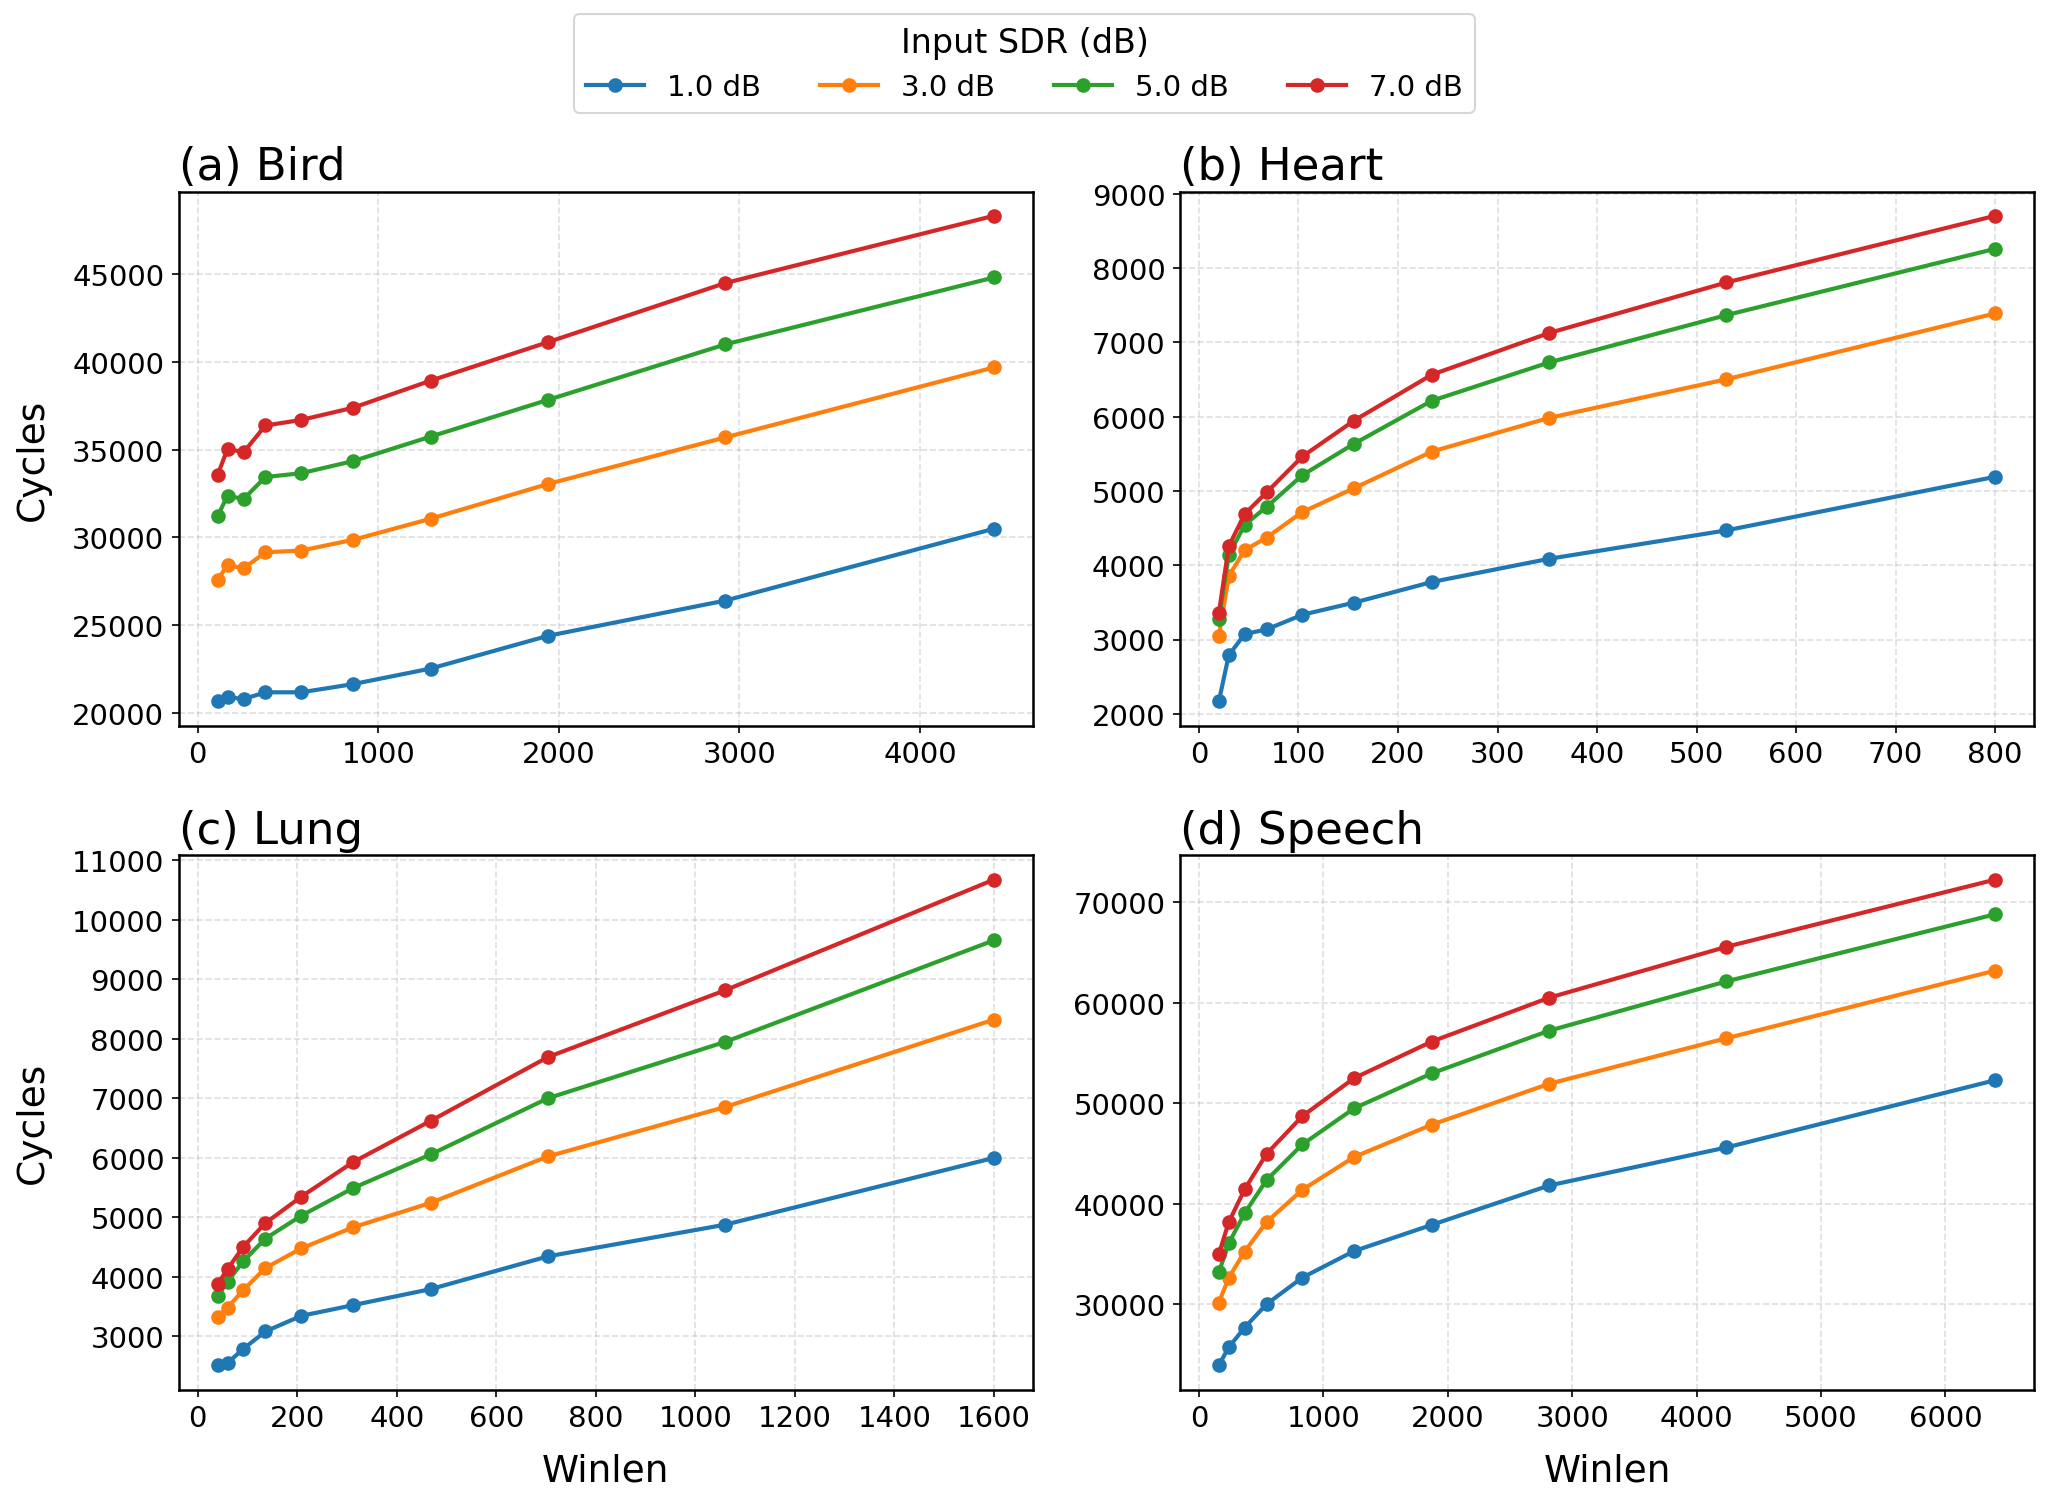 Input SDR (dB)
1.0 dB 3.0 dB 5.0 dB 7.0 dB
(a) Bird
Cycles
45000
40000
35000
30000
25000
20000
0 1000 2000 3000 4000
(b) Heart
9000
8000
7000
6000
5000
4000
3000
2000
0 100 200 300 400 500 600 700 800
(c) Lung
Cycles
11000
10000
9000
8000
7000
6000
5000
4000
3000
0 200 400 600 800 1000 1200 1400 1600
Winlen
(d) Speech
70000
60000
50000
40000
30000
0 1000 2000 3000 4000 5000 6000
Winlen